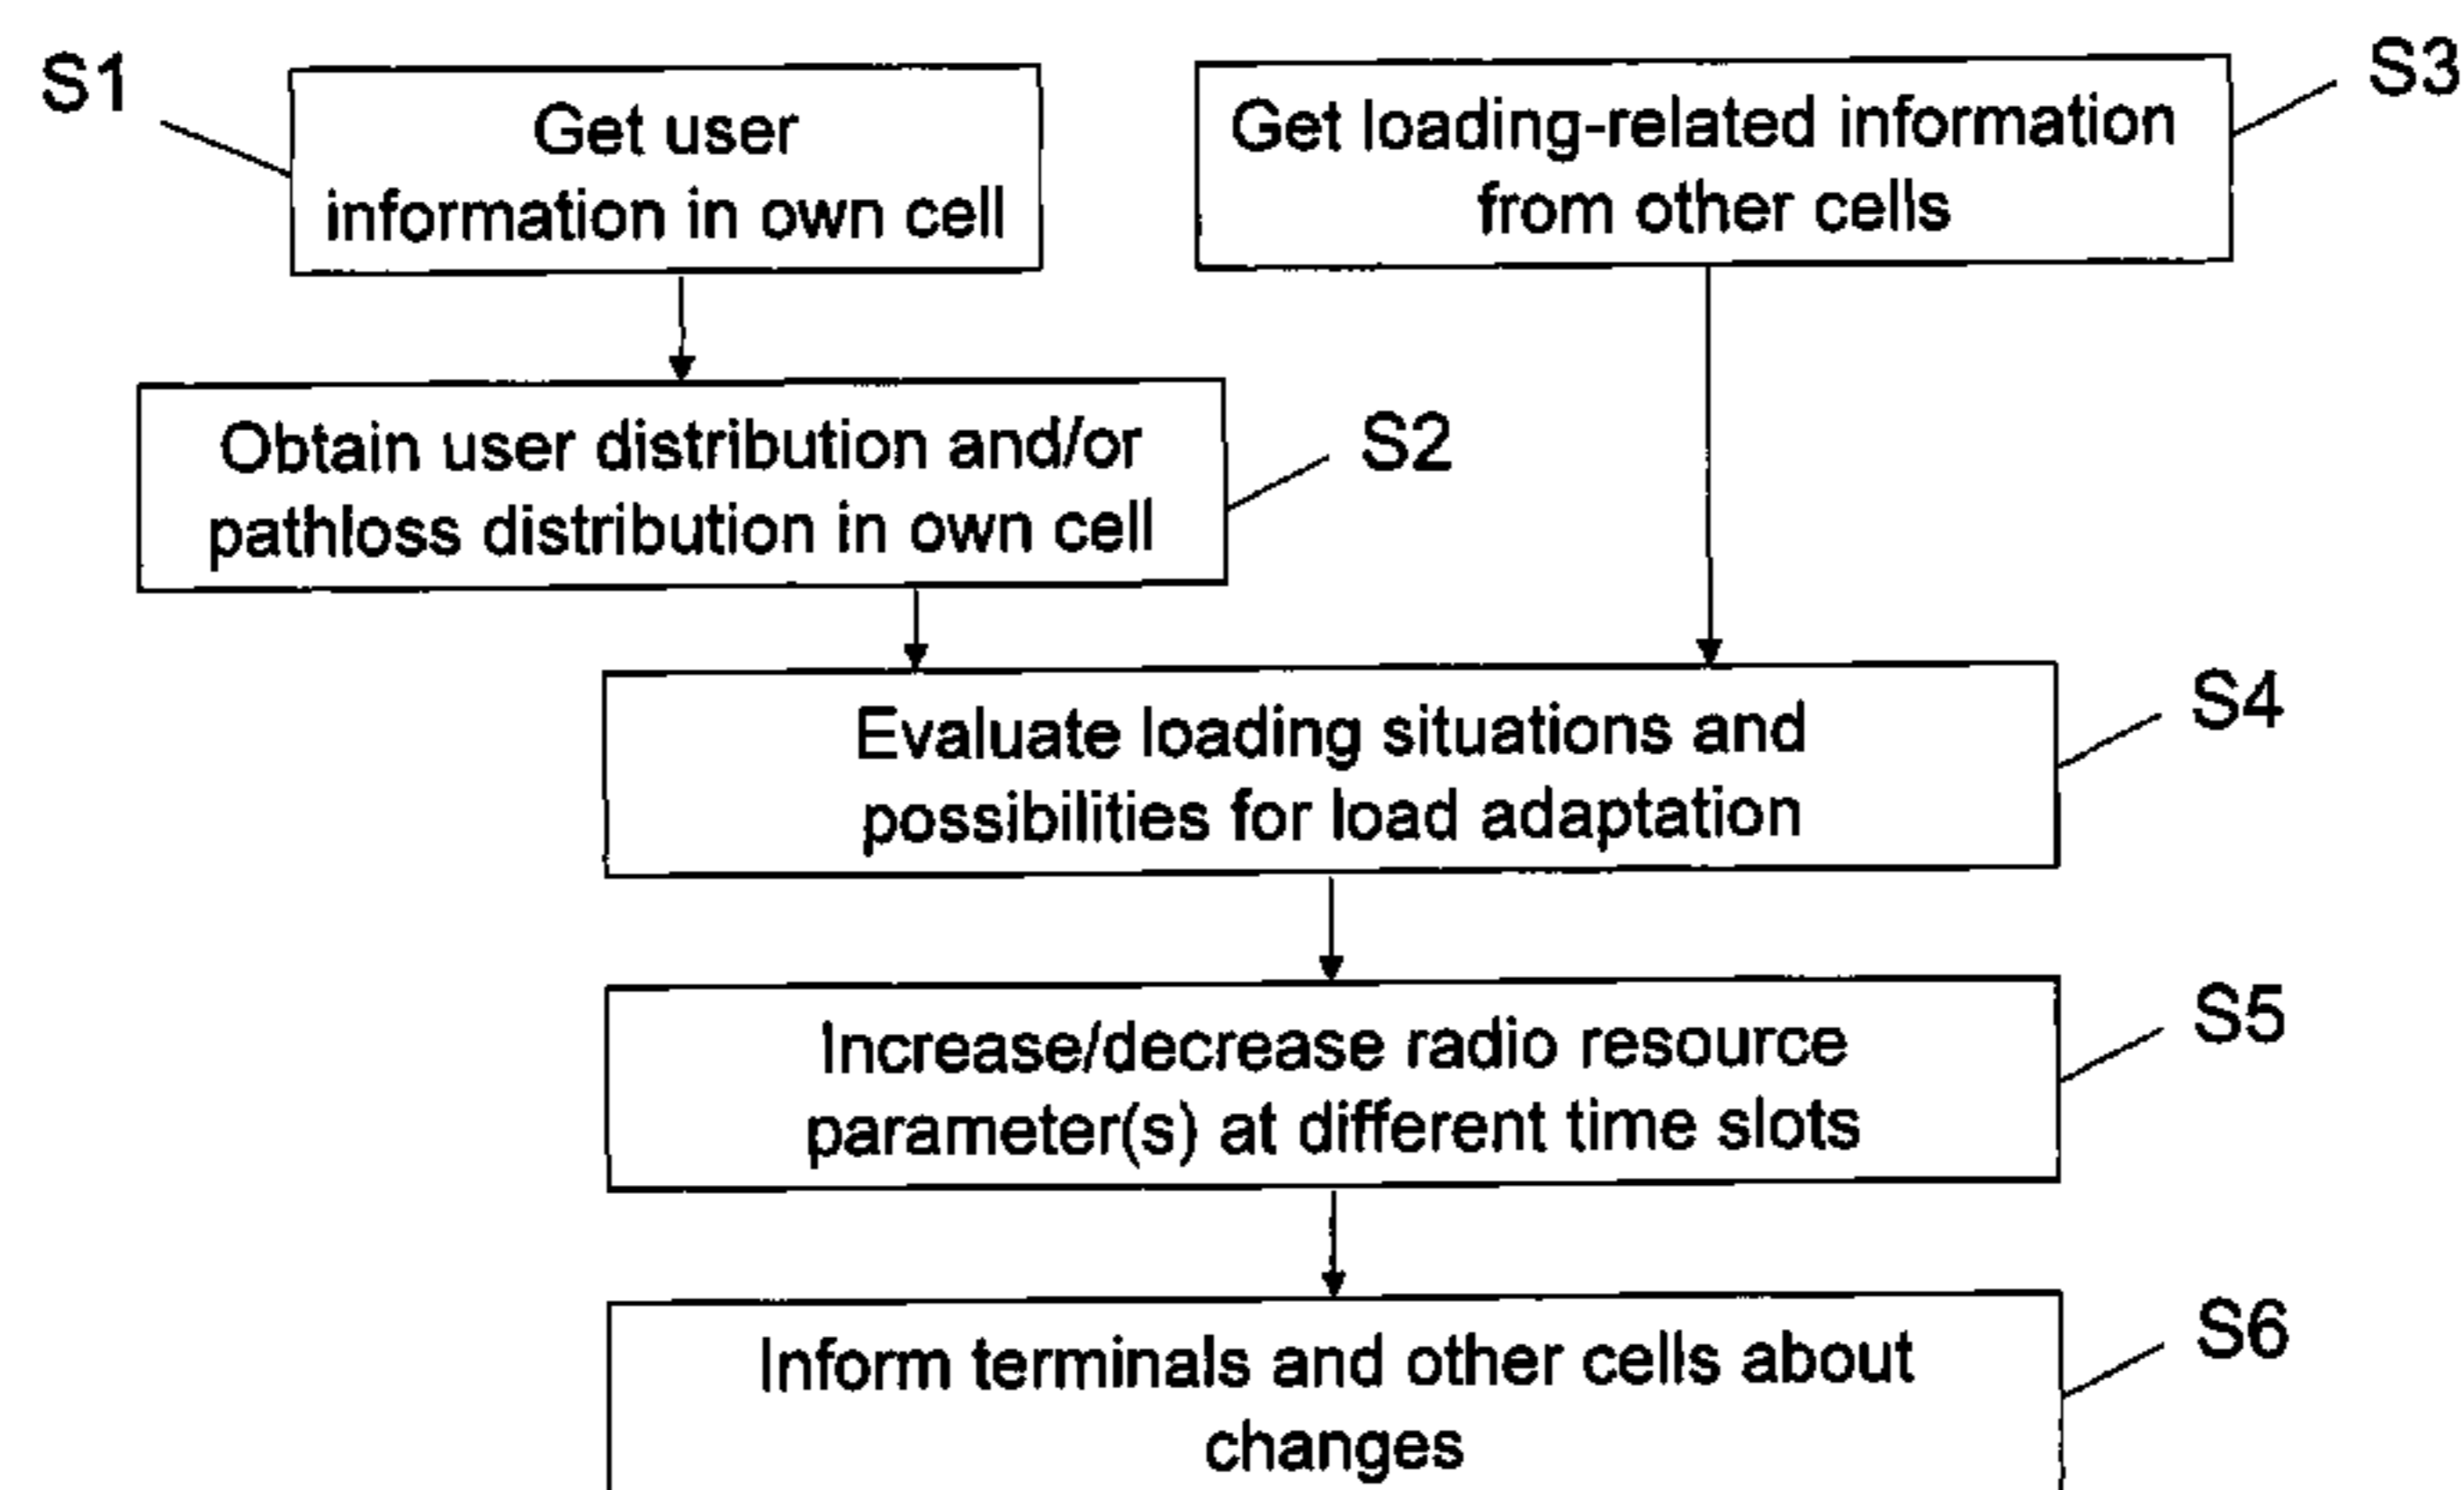 S1
Get user
information in own cell
S3
Get loading-related information
from other cells
Obtain user distribution and/or
pathloss distribution in own cell
S2
Evaluate loading situations and
possibilities for load adaptation
S4
Increase/decrease radio resource
parameter(s) at different time slots
S5
Inform terminals and other cells about
changes
S6